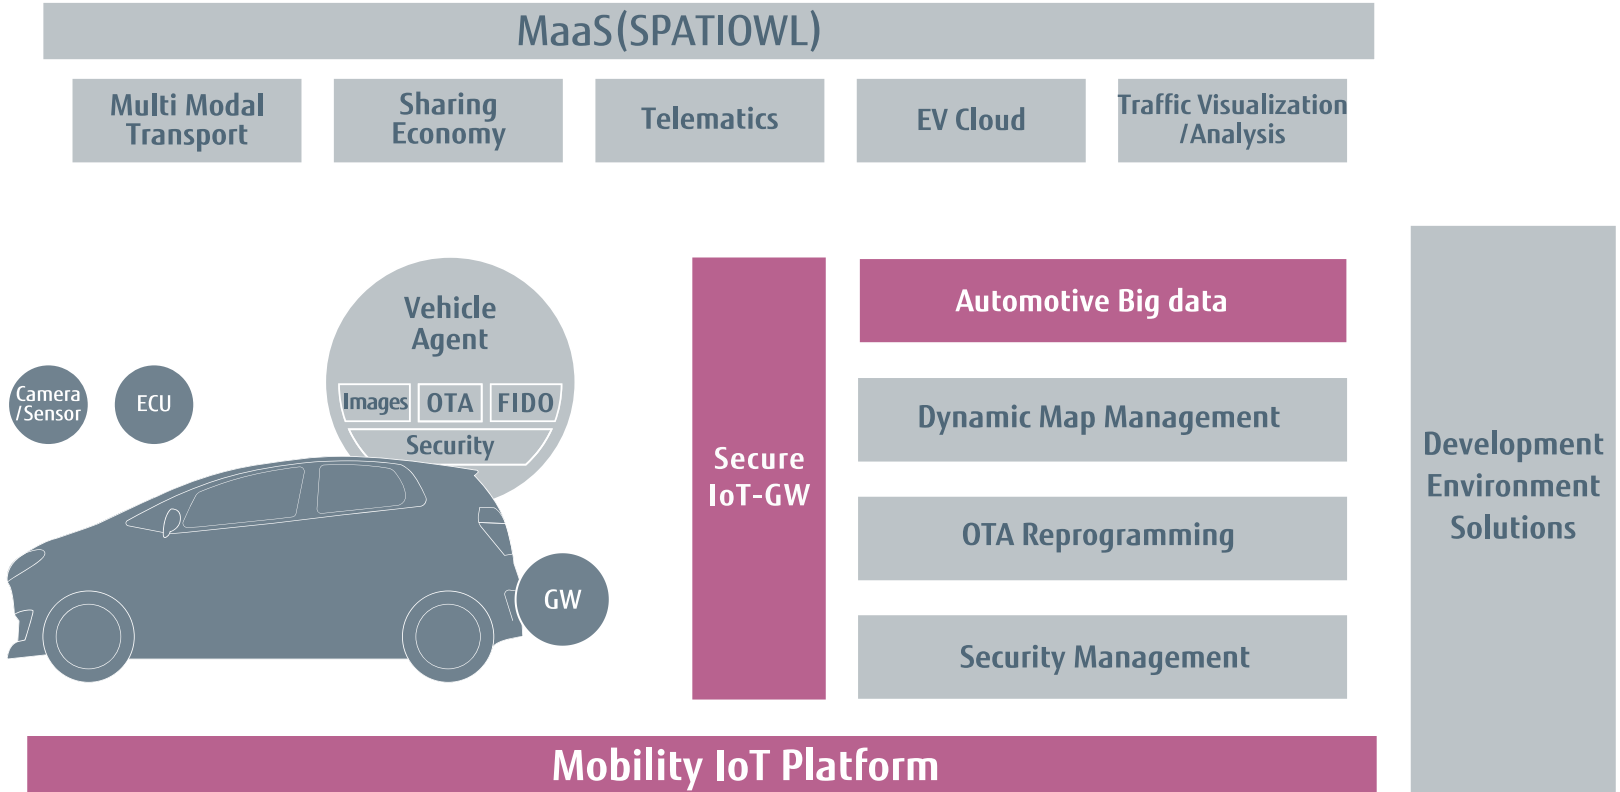 MaaS(SPATIOWL)
Multi Modal
Transport
Sharing
Economy
Telematics
EV Cloud
Traffic Visualization
/Analysis
Vehicle
Agent
Images
OTA
FIDO
Security
Camera
/Sensor
ECU
GW
Secure
IoT-GW
Automotive Big data
Dynamic Map Management
OTA Reprogramming
Security Management
Development
Environment
Solutions
Mobility IoT Platform